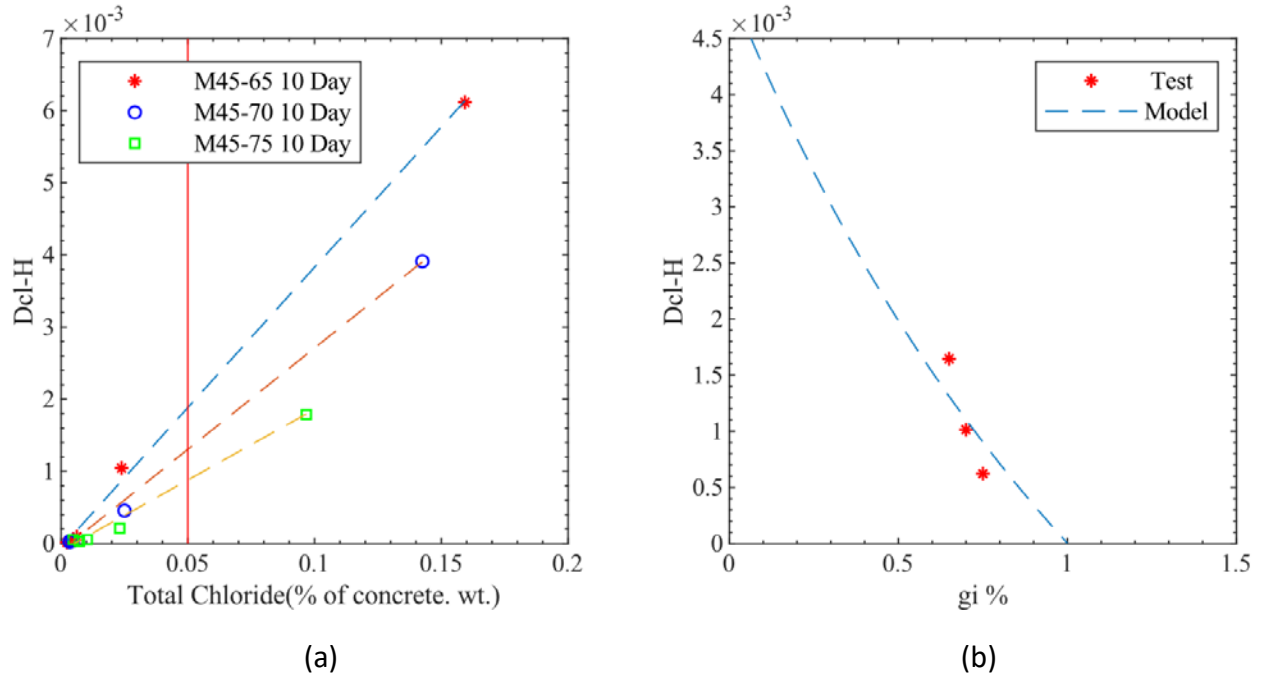 ×10⁻³
7
6
5
4
3
2
1
0
Dcl-H
M45-65 10 Day
M45-70 10 Day
M45-75 10 Day
0 0.05 0.1 0.15 0.2
Total Chloride(% of concrete. wt.)
(a)
×10⁻³
4.5
4
3.5
3
2.5
2
1.5
1
0.5
0
Dcl-H
Test
Model
0 0.5 1 1.5
gi %
(b)